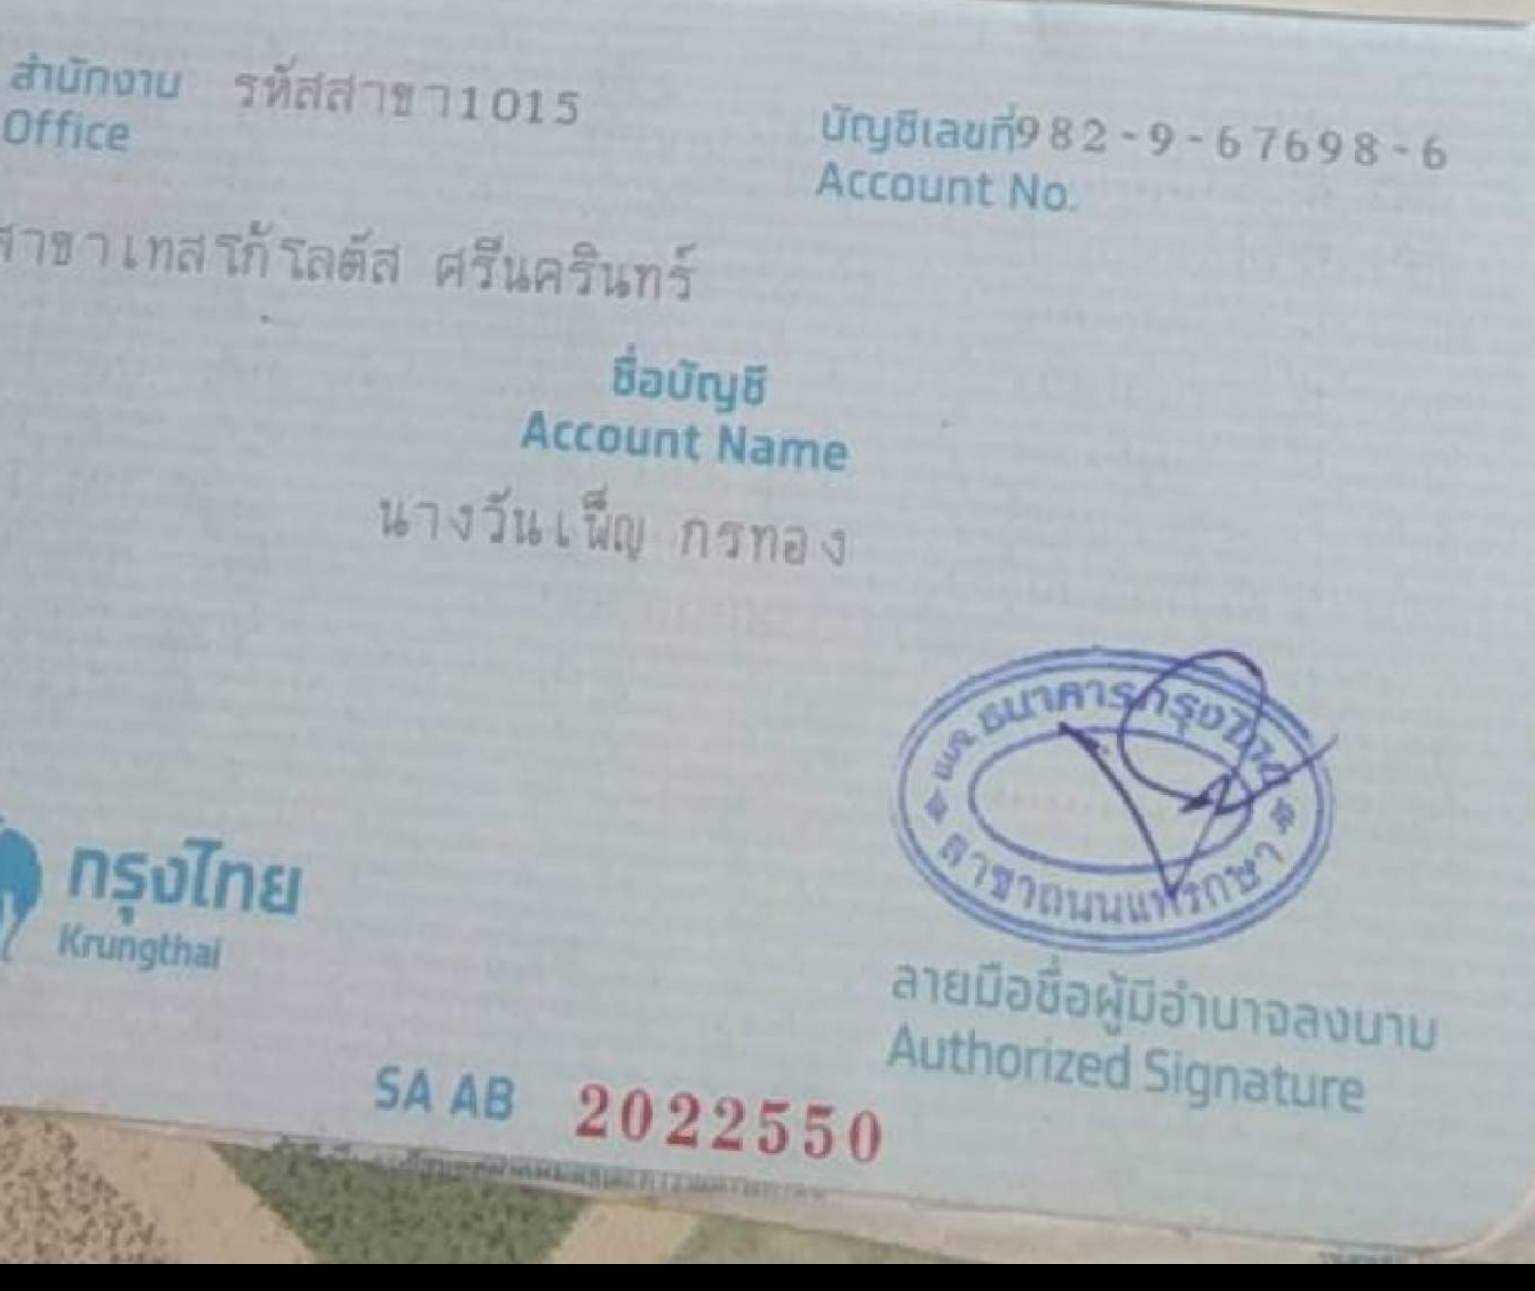 สำนักงาน รหัสสาขา1015
Office
บัญชีเลขที่982-9-67698-6
Account No.
สาขาเทสโก้โลตัส ศรีนครินทร์
ชื่อบัญชี
Account Name
นางวันเพ็ญ กรทอง
บมจ. ธนาคารกรุงไทย
สาขาถนนแพรกษา
กรุงไทย
Krungthai
ลายมือชื่อผู้มีอำนาจลงนาม
Authorized Signature
SA AB 2022550